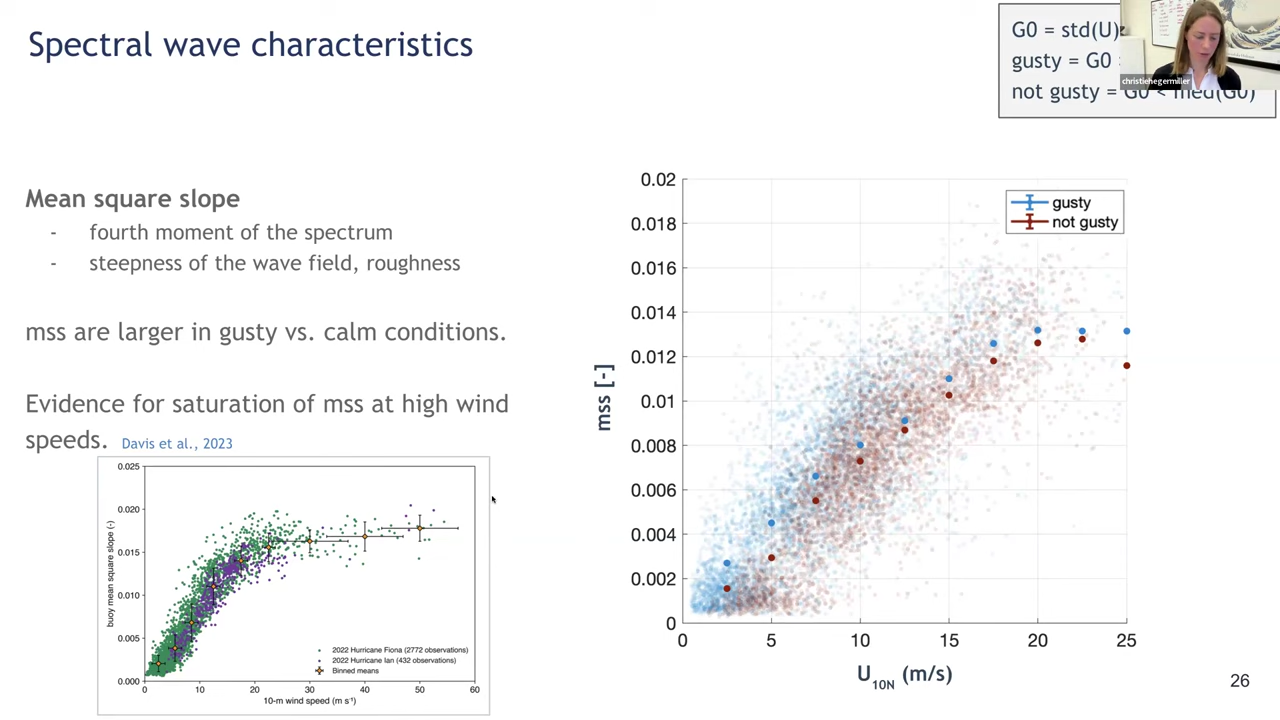 Spectral wave characteristics
G0 = std(U)
gusty = G0
not gusty = G0 < med(G0)
christiehegermiller
Mean square slope
- fourth moment of the spectrum
- steepness of the wave field, roughness
mss are larger in gusty vs. calm conditions.
Evidence for saturation of mss at high wind
speeds. Davis et al., 2023
0.025
0.020
0.015
0.010
0.005
0.000
buoy mean square slope (-)
2022 Hurricane Fiona (2772 observations)
2022 Hurricane Ian (432 observations)
Binned means
0 10 20 30 40 50 60
10-m wind speed (m s⁻¹)
0.02
0.018
0.016
0.014
0.012
0.01
0.008
0.006
0.004
0.002
0
mss [-]
gusty
not gusty
0 5 10 15 20 25
U10N (m/s)
26